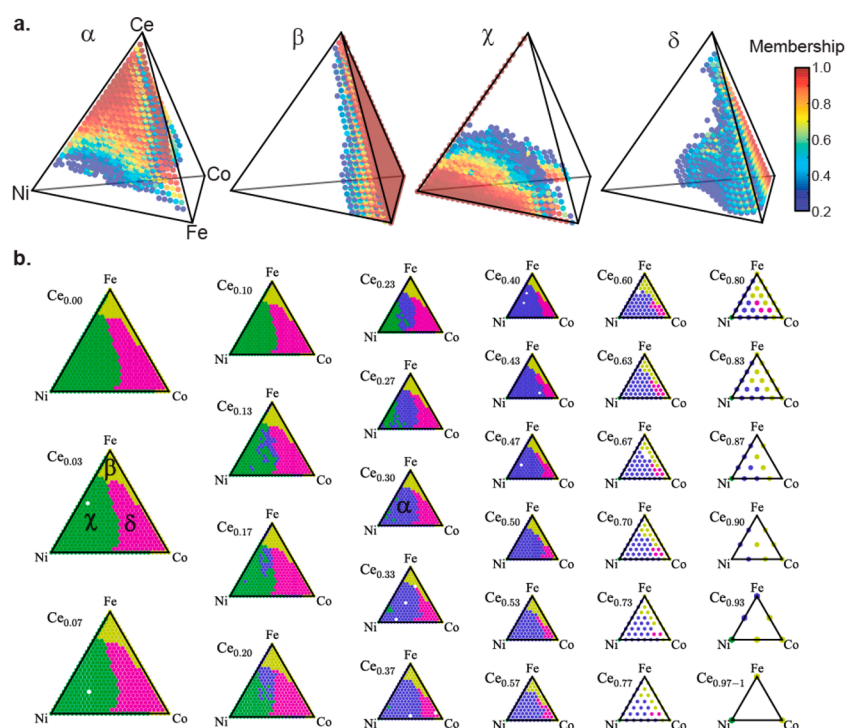 a.
α
β
χ
δ
Ce
Ni
Co
Fe
Membership
1.0
0.8
0.6
0.4
0.2
b.
Ce0.00
Fe
Ni
Co
Ce0.03
Fe
β
χ
δ
Ni
Co
Ce0.07
Fe
Ni
Co
Ce0.10
Fe
Ni
Co
Ce0.13
Fe
Ni
Co
Ce0.17
Fe
Ni
Co
Ce0.20
Fe
Ni
Co
Ce0.23
Fe
Ni
Co
Ce0.27
Fe
Ni
Co
Ce0.30
Fe
α
Ni
Co
Ce0.33
Fe
Ni
Co
Ce0.37
Fe
Ni
Co
Ce0.40
Fe
Ni
Co
Ce0.43
Fe
Ni
Co
Ce0.47
Fe
Ni
Co
Ce0.50
Fe
Ni
Co
Ce0.53
Fe
Ni
Co
Ce0.57
Fe
Ni
Co
Ce0.60
Fe
Ni
Co
Ce0.63
Fe
Ni
Co
Ce0.67
Fe
Ni
Co
Ce0.70
Fe
Ni
Co
Ce0.73
Fe
Ni
Co
Ce0.77
Fe
Ni
Co
Ce0.80
Fe
Ni
Co
Ce0.83
Fe
Ni
Co
Ce0.87
Fe
Ni
Co
Ce0.90
Fe
Ni
Co
Ce0.93
Fe
Ni
Co
Ce0.97−1
Fe
Ni
Co